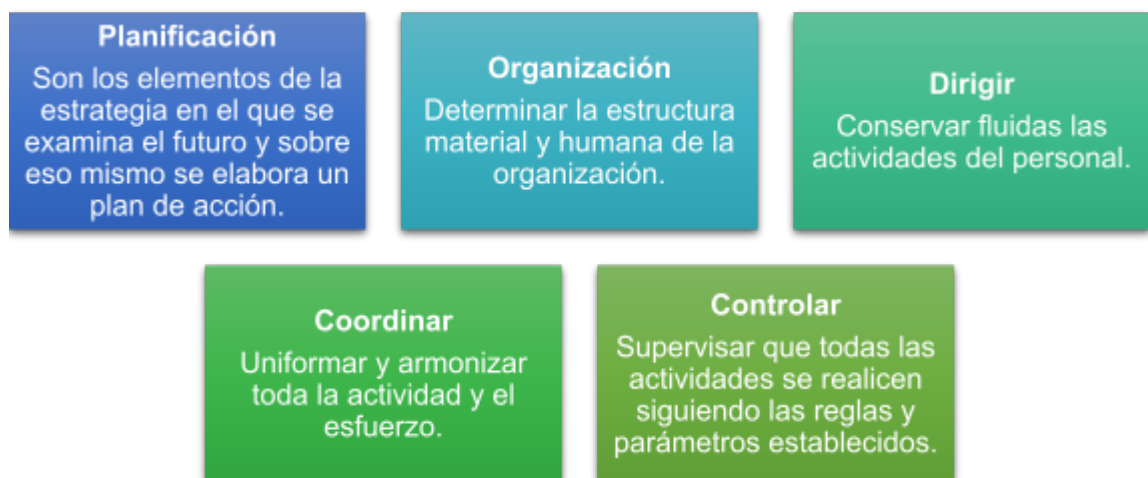 Planificación
Son los elementos de la
estrategia en el que se
examina el futuro y sobre
eso mismo se elabora un
plan de acción.
Organización
Determinar la estructura
material y humana de la
organización.
Dirigir
Conservar fluidas las
actividades del personal.
Coordinar
Uniformar y armonizar
toda la actividad y el
esfuerzo.
Controlar
Supervisar que todas las
actividades se realicen
siguiendo las reglas y
parámetros establecidos.